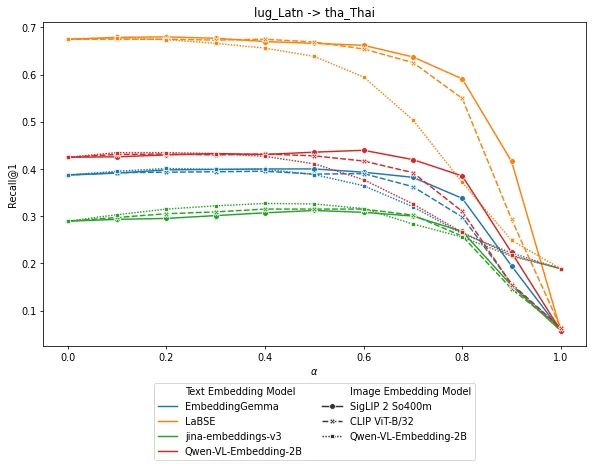 lug_Latn -> tha_Thai
Recall@1
0.7
0.6
0.5
0.4
0.3
0.2
0.1
0.0 0.2 0.4 0.6 0.8 1.0
α
Text Embedding Model
EmbeddingGemma
LaBSE
jina-embeddings-v3
Qwen-VL-Embedding-2B
Image Embedding Model
SigLIP 2 So400m
CLIP ViT-B/32
Qwen-VL-Embedding-2B